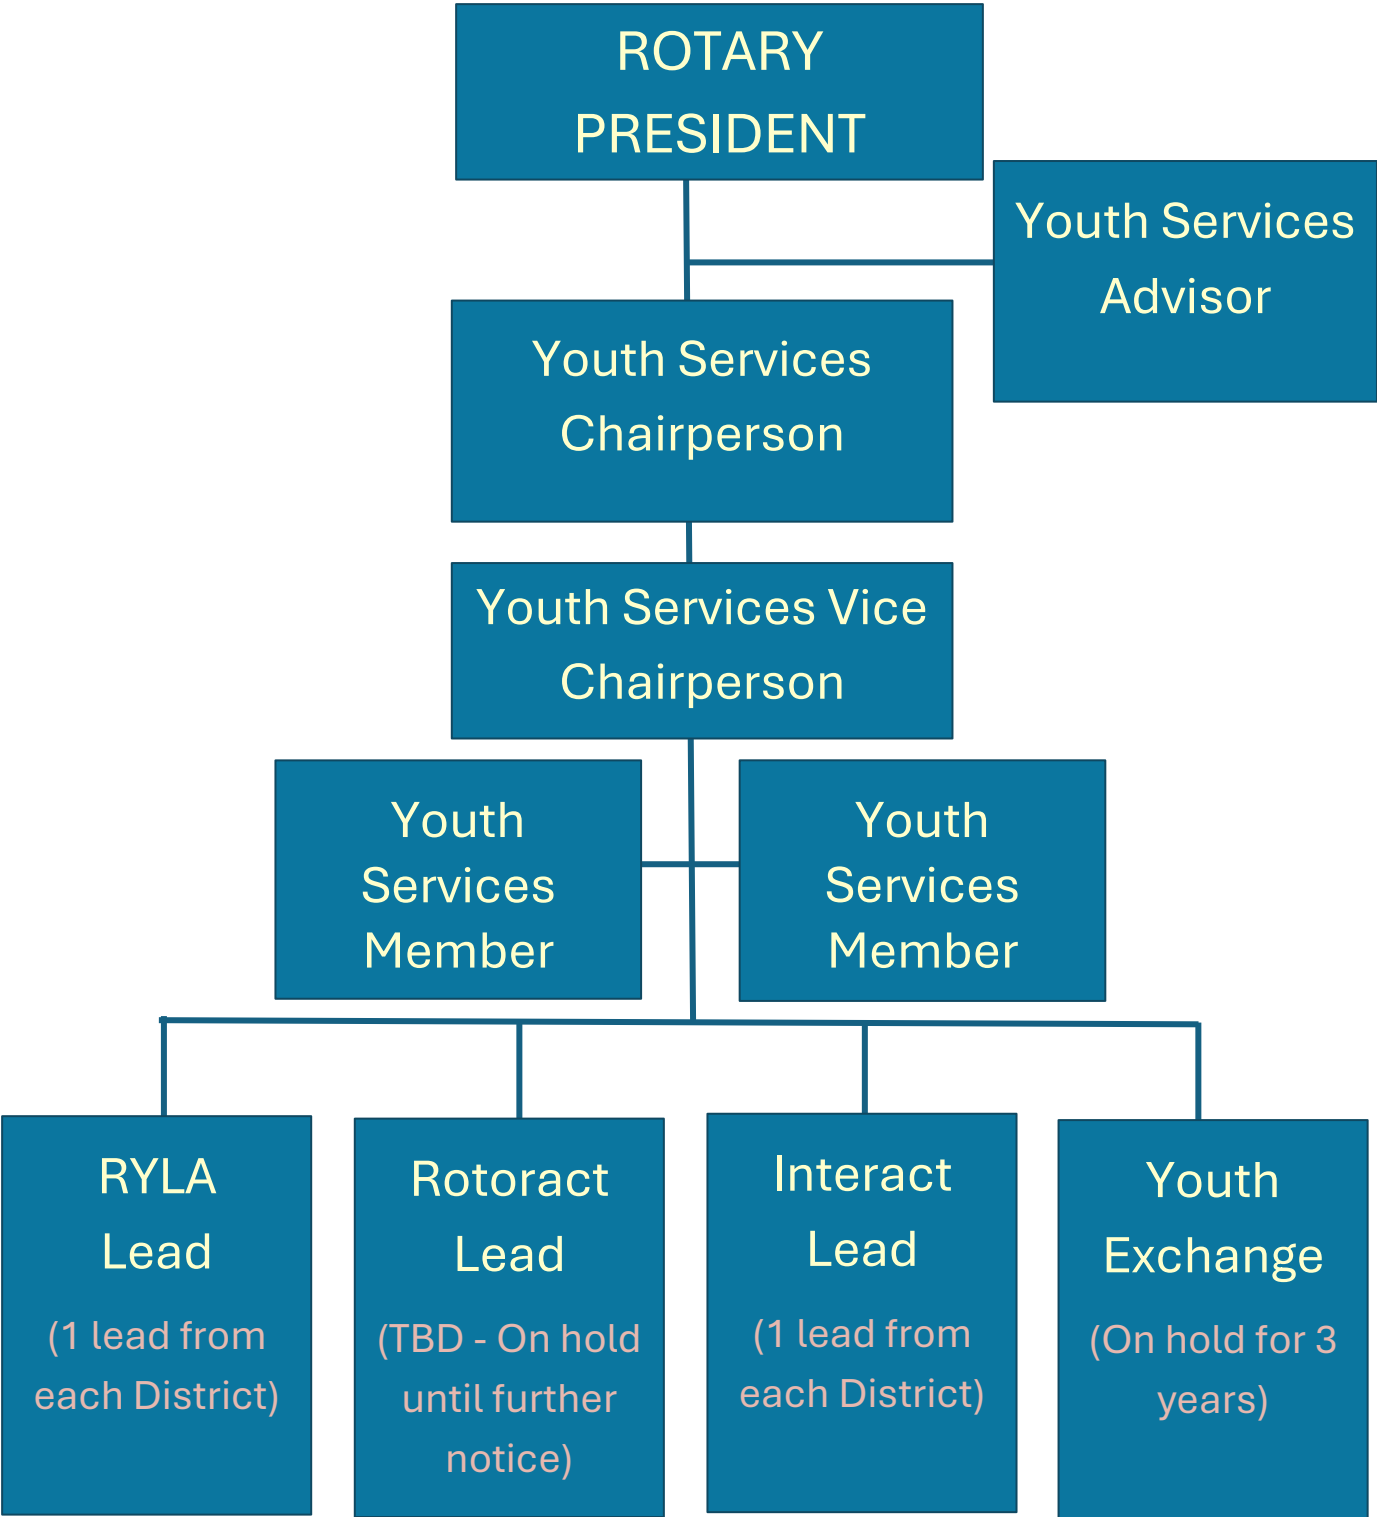 ROTARY
PRESIDENT
Youth Services
Advisor
Youth Services
Chairperson
Youth Services Vice
Chairperson
Youth
Services
Member
Youth
Services
Member
RYLA
Lead
(1 lead from
each District)
Rotoract
Lead
(TBD - On hold
until further
notice)
Interact
Lead
(1 lead from
each District)
Youth
Exchange
(On hold for 3
years)